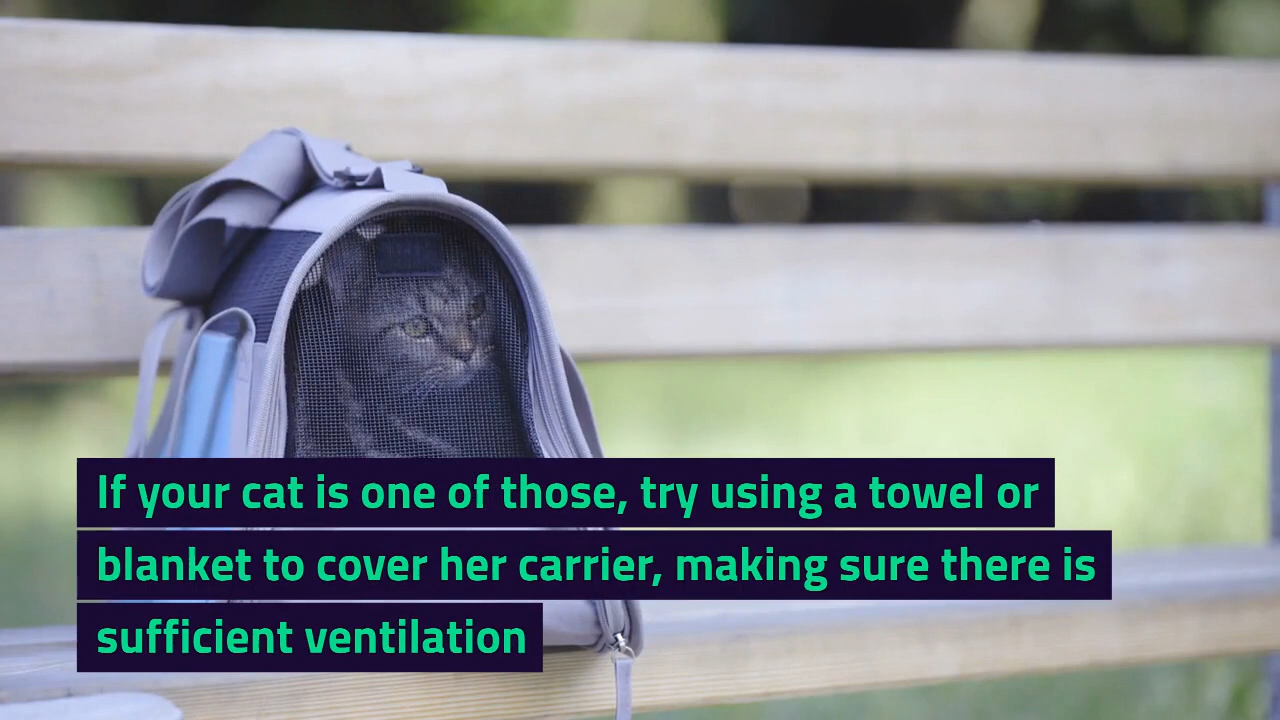 If your cat is one of those, try using a towel or
blanket to cover her carrier, making sure there is
sufficient ventilation